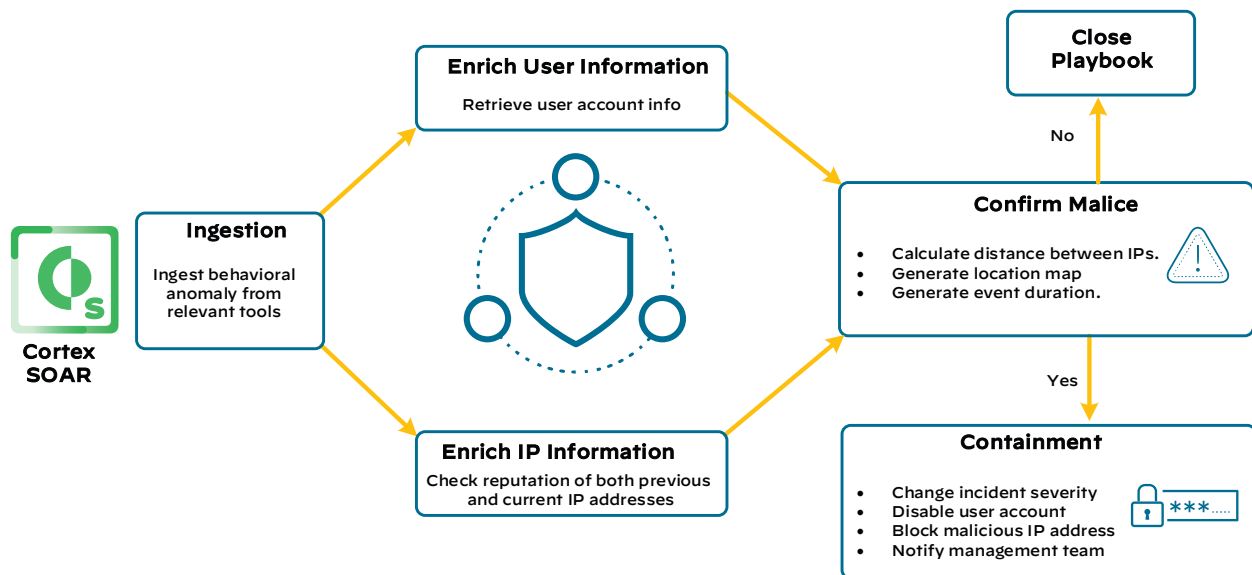 Cortex
SOAR
Ingestion
Ingest behavioral
anomaly from
relevant tools
Enrich User Information
Retrieve user account info
Enrich IP Information
Check reputation of both previous
and current IP addresses
Confirm Malice
• Calculate distance between IPs.
• Generate location map
• Generate event duration.
No
Close
Playbook
Yes
Containment
• Change incident severity
• Disable user account
• Block malicious IP address
• Notify management team
S
!
***.....